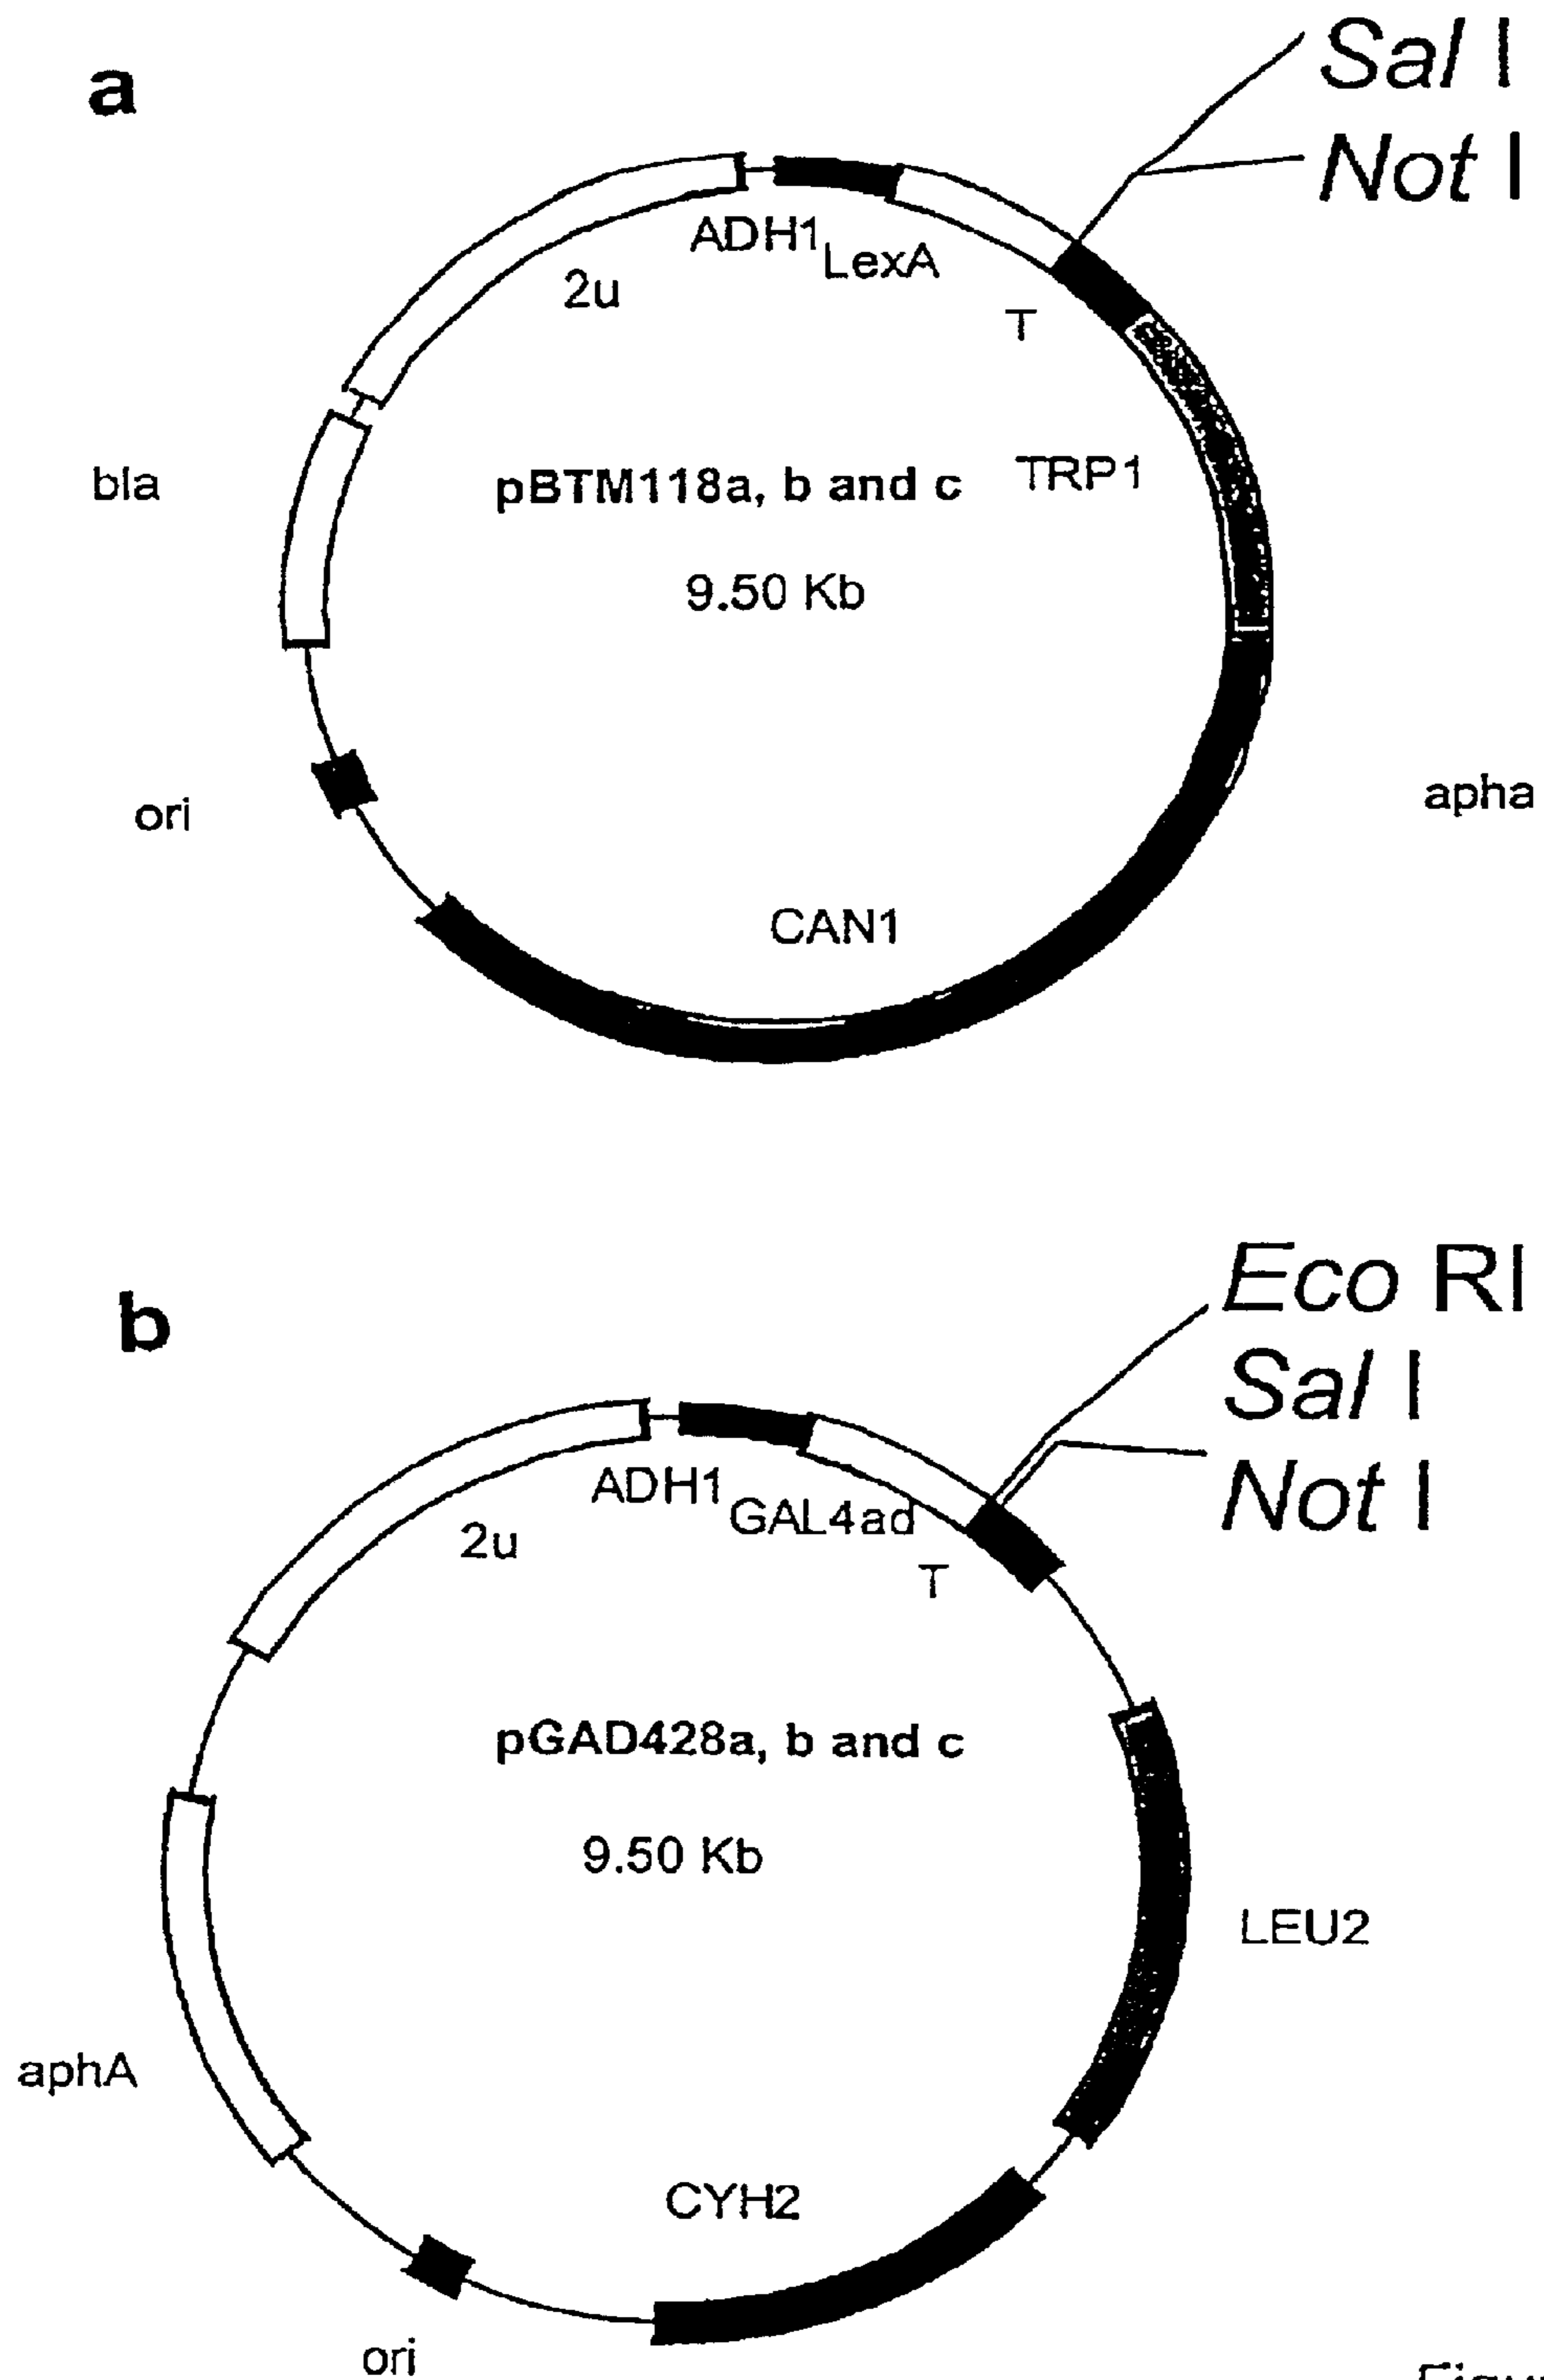 a
Sal I
Not I
ADH1
LexA
2u
T
bla
pBTM118a, b and c
TRP1
9.50 Kb
ori
apha
CAN1
b
Eco RI
Sal I
Not I
ADH1
GAL4ad
2u
T
pGAD428a, b and c
9.50 Kb
LEU2
aphA
CYH2
ori